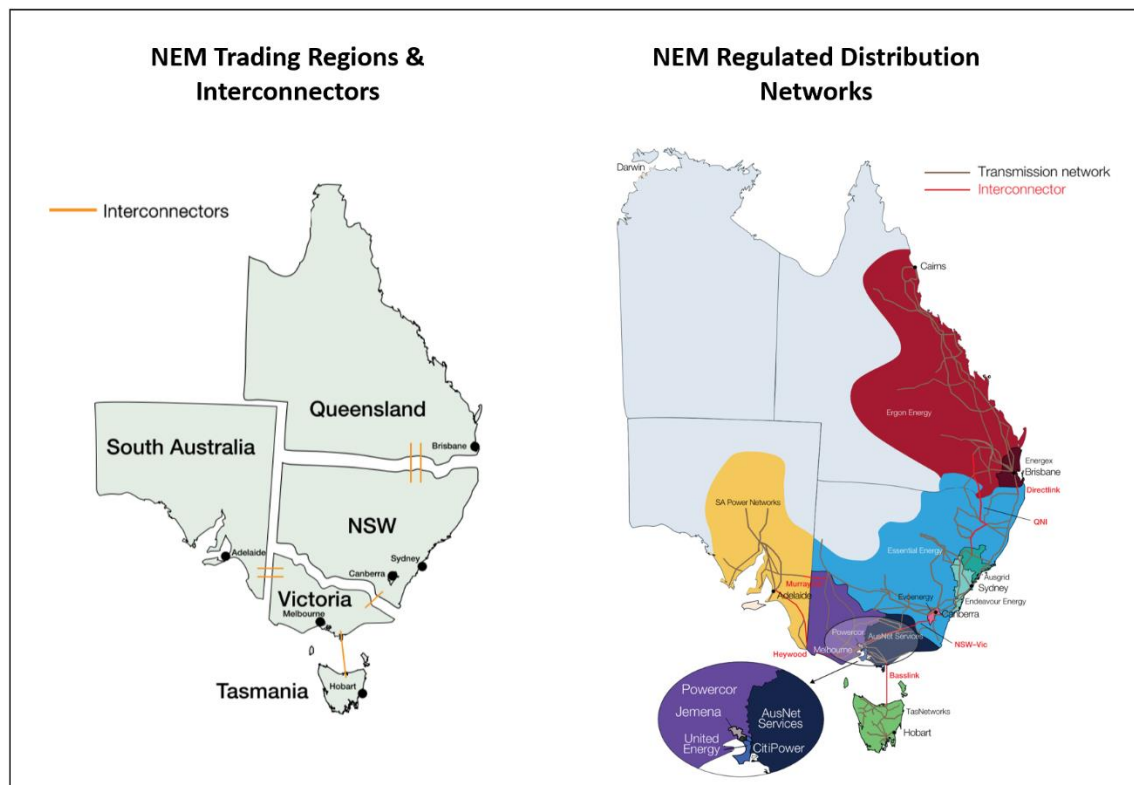 NEM Trading Regions &
Interconnectors
Interconnectors
Queensland
South Australia
Brisbane
NSW
Adelaide
Sydney
Canberra
Victoria
Melbourne
Tasmania
Hobart
NEM Regulated Distribution
Networks
Darwin
Transmission network
Interconnector
Cairns
Ergon Energy
Energex
Brisbane
Directlink
SA Power Networks
QNI
Essential Energy
Ausgrid
Sydney
Adelaide
Endeavour Energy
Evoenergy
Canberra
Powercor
AusNet Services
NSW-Vic
Heywood
Melbourne
Basslink
Powercor
Jemena
AusNet
Services
United
Energy
CitiPower
TasNetworks
Hobart